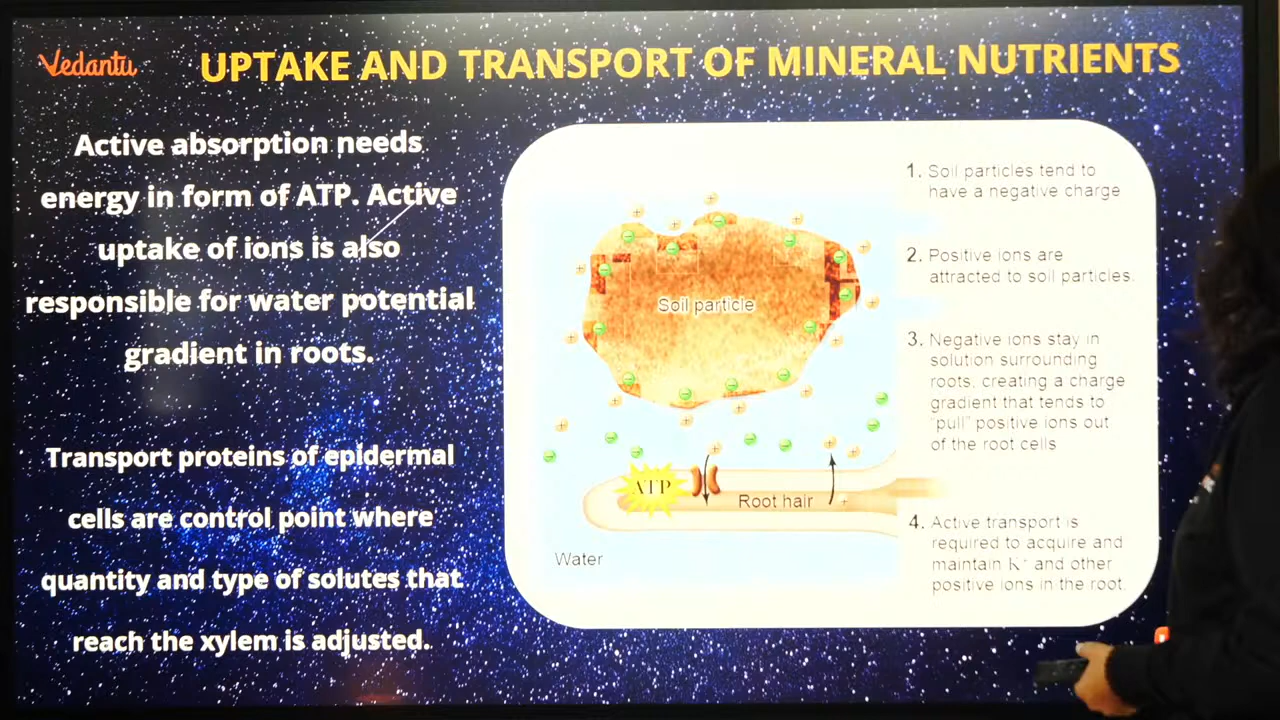 Vedantu
UPTAKE AND TRANSPORT OF MINERAL NUTRIENTS
Active absorption needs
energy in form of ATP. Active
uptake of ions is also
responsible for water potential
gradient in roots.
Transport proteins of epidermal
cells are control point where
quantity and type of solutes that
reach the xylem is adjusted.
Soil particle
ATP
Root hair
Water
1. Soil particles tend to
have a negative charge
2. Positive ions are
attracted to soil particles.
3. Negative ions stay in
solution surrounding
roots, creating a charge
gradient that tends to
"pull" positive ions out
of the root cells
4. Active transport is
required to acquire and
maintain K⁺ and other
positive ions in the root.